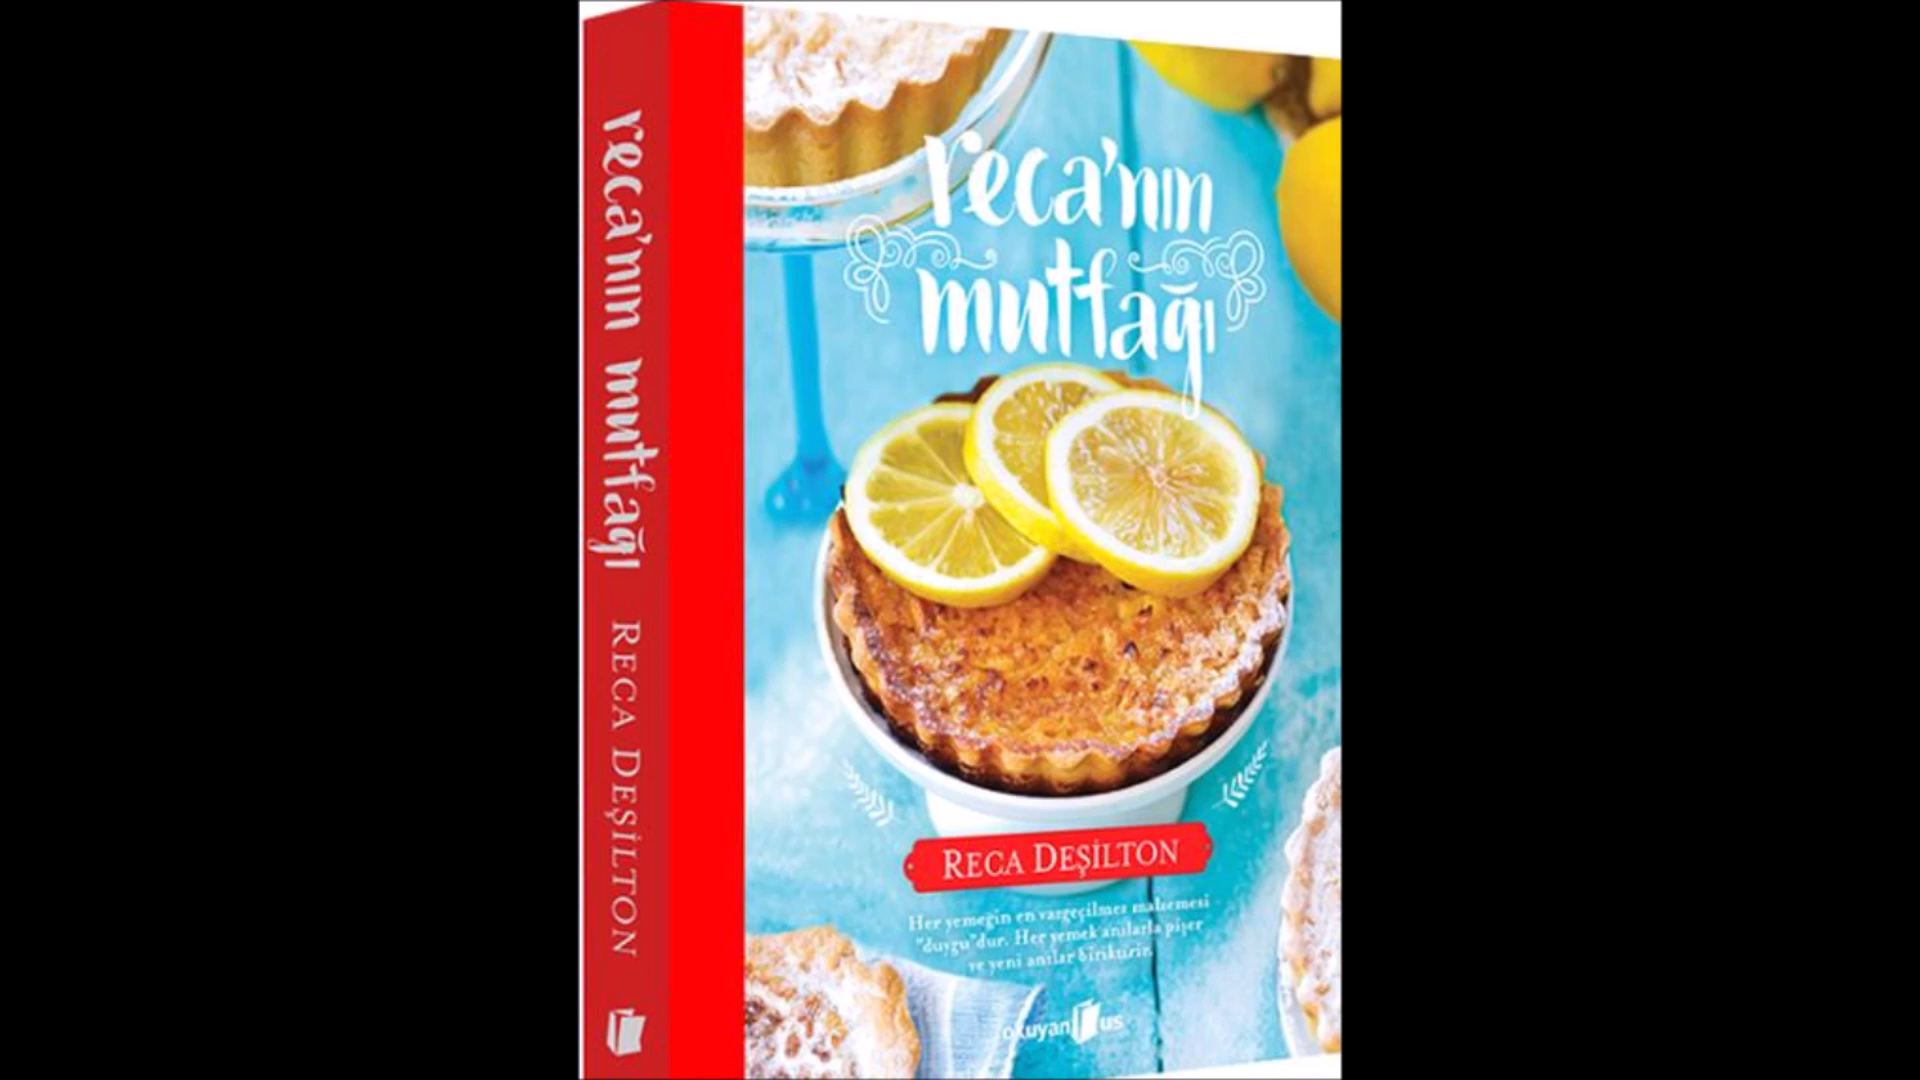 reca'nın mutfağı RECA DEŞİLTON
reca'nın
mutfağı
RECA DEŞİLTON
Her yemeğin en vazgeçilmez malzemesi
"duygu"dur. Her yemek anılarla pişer
ve yeni anılar biriktirir.
okuyan us